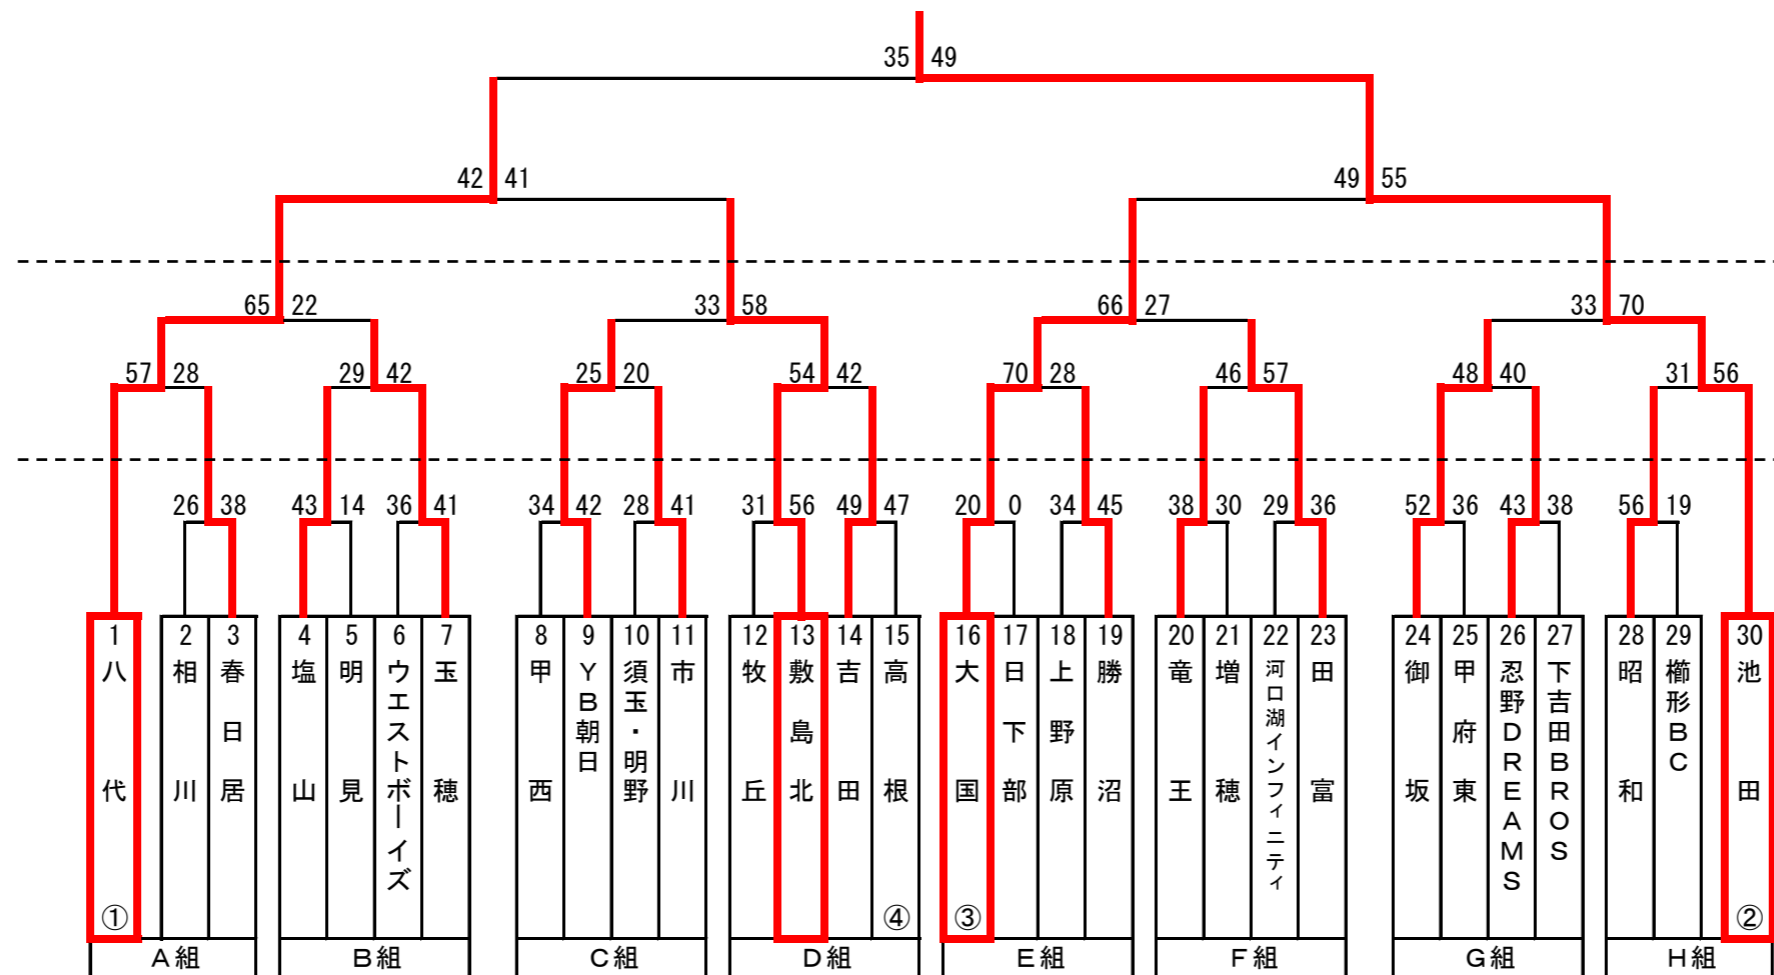 35 49
42 41 49 55
65 22 33 58 66 27 33 70
57 28 29 42 25 20 54 42 70 28 46 57 48 40 31 56
26 38 43 14 36 41 34 42 28 41 31 56 49 47 20 0 34 45 38 30 29 36 52 36 43 38 56 19
1 八代 ①
2 相川
3 春日居
4 塩山
5 明見
6 ウエストボーイズ
7 玉穂
8 甲西
9 YB朝日
10 須玉・明野
11 市川
12 牧丘
13 敷島北
14 吉田
15 高根 ④
16 大国 ③
17 日下部
18 上野原
19 勝沼
20 竜王
21 増穂
22 河口湖インフィニティ
23 田富
24 御坂
25 甲府東
26 忍野DREAMS
27 下吉田BROS
28 昭和
29 櫛形BC
30 池田 ②
A組 B組 C組 D組 E組 F組 G組 H組